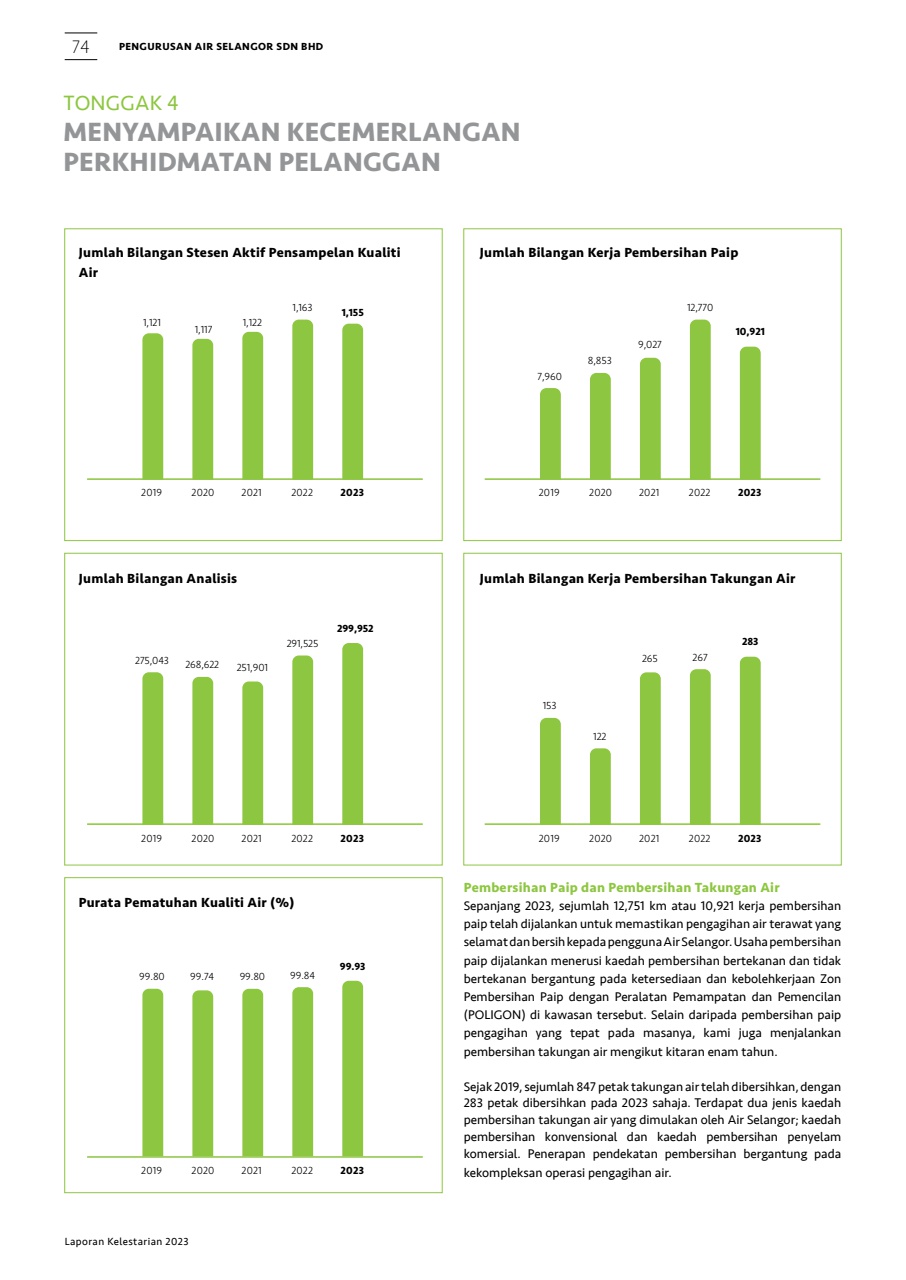 74
PENGURUSAN AIR SELANGOR SDN BHD
TONGGAK 4
MENYAMPAIKAN KECEMERLANGAN
PERKHIDMATAN PELANGGAN
Jumlah Bilangan Stesen Aktif Pensampelan Kualiti
Air
1,121
1,117
1,122
1,163
1,155
2019
2020
2021
2022
2023
Jumlah Bilangan Kerja Pembersihan Paip
7,960
8,853
9,027
12,770
10,921
2019
2020
2021
2022
2023
Jumlah Bilangan Analisis
275,043
268,622
251,901
291,525
299,952
2019
2020
2021
2022
2023
Jumlah Bilangan Kerja Pembersihan Takungan Air
153
122
265
267
283
2019
2020
2021
2022
2023
Purata Pematuhan Kualiti Air (%)
99.80
99.74
99.80
99.84
99.93
2019
2020
2021
2022
2023
Pembersihan Paip dan Pembersihan Takungan Air
Sepanjang 2023, sejumlah 12,751 km atau 10,921 kerja pembersihan
paip telah dijalankan untuk memastikan pengagihan air terawat yang
selamat dan bersih kepada pengguna Air Selangor. Usaha pembersihan
paip dijalankan menerusi kaedah pembersihan bertekanan dan tidak
bertekanan bergantung pada ketersediaan dan kebolehkerjaan Zon
Pembersihan Paip dengan Peralatan Pemampatan dan Pemencilan
(POLIGON) di kawasan tersebut. Selain daripada pembersihan paip
pengagihan yang tepat pada masanya, kami juga menjalankan
pembersihan takungan air mengikut kitaran enam tahun.
Sejak 2019, sejumlah 847 petak takungan air telah dibersihkan, dengan
283 petak dibersihkan pada 2023 sahaja. Terdapat dua jenis kaedah
pembersihan takungan air yang dimulakan oleh Air Selangor; kaedah
pembersihan konvensional dan kaedah pembersihan penyelam
komersial. Penerapan pendekatan pembersihan bergantung pada
kekompleksan operasi pengagihan air.
Laporan Kelestarian 2023